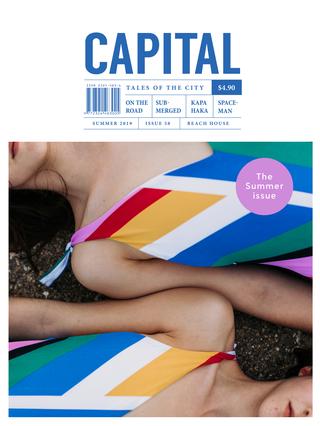 CAPITAL
TALES OF THE CITY
$4.90
ON THE
ROAD
SUB-
MERGED
KAPA
HAKA
SPACE-
MAN
SUMMER 2019
ISSUE 58
BEACH HOUSE
The
Summer
issue